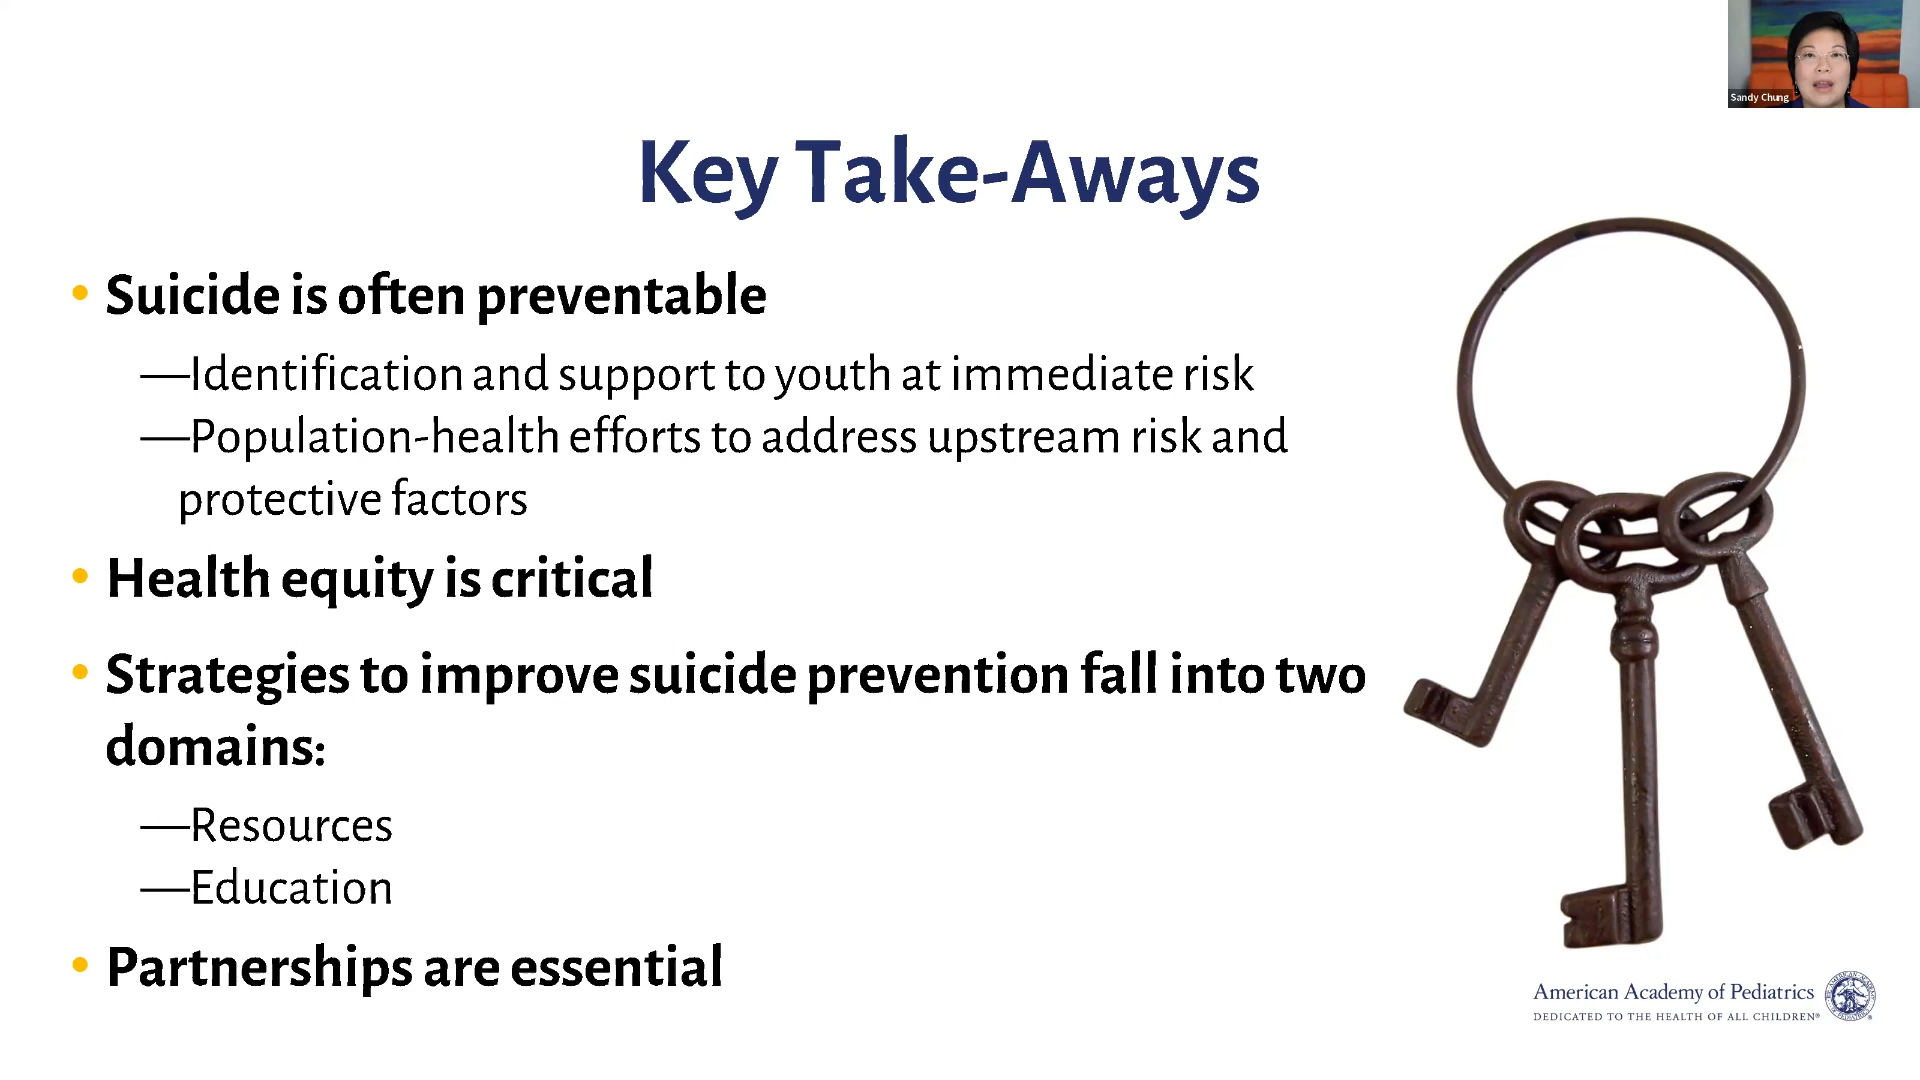 Sandy Chung
Key Take-Aways
• Suicide is often preventable
—Identification and support to youth at immediate risk
—Population-health efforts to address upstream risk and
protective factors
• Health equity is critical
• Strategies to improve suicide prevention fall into two
domains:
—Resources
—Education
• Partnerships are essential
American Academy of Pediatrics
DEDICATED TO THE HEALTH OF ALL CHILDREN®